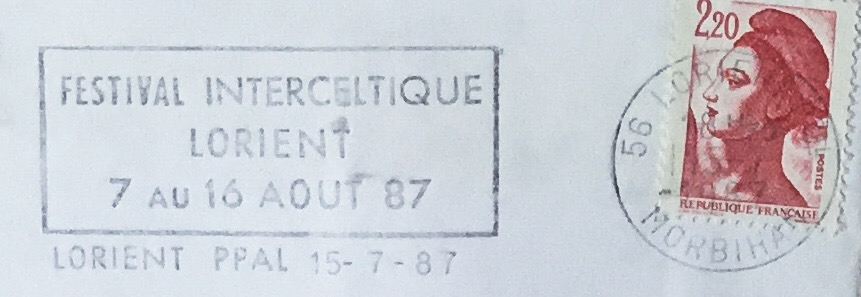 FESTIVAL INTERCELTIQUE
LORIENT
7 AU 16 AOUT 87
LORIENT PPAL 15-7-87
2,20
POSTES
REPUBLIQUE FRANÇAISE
56 LORIENT
MORBIHAN